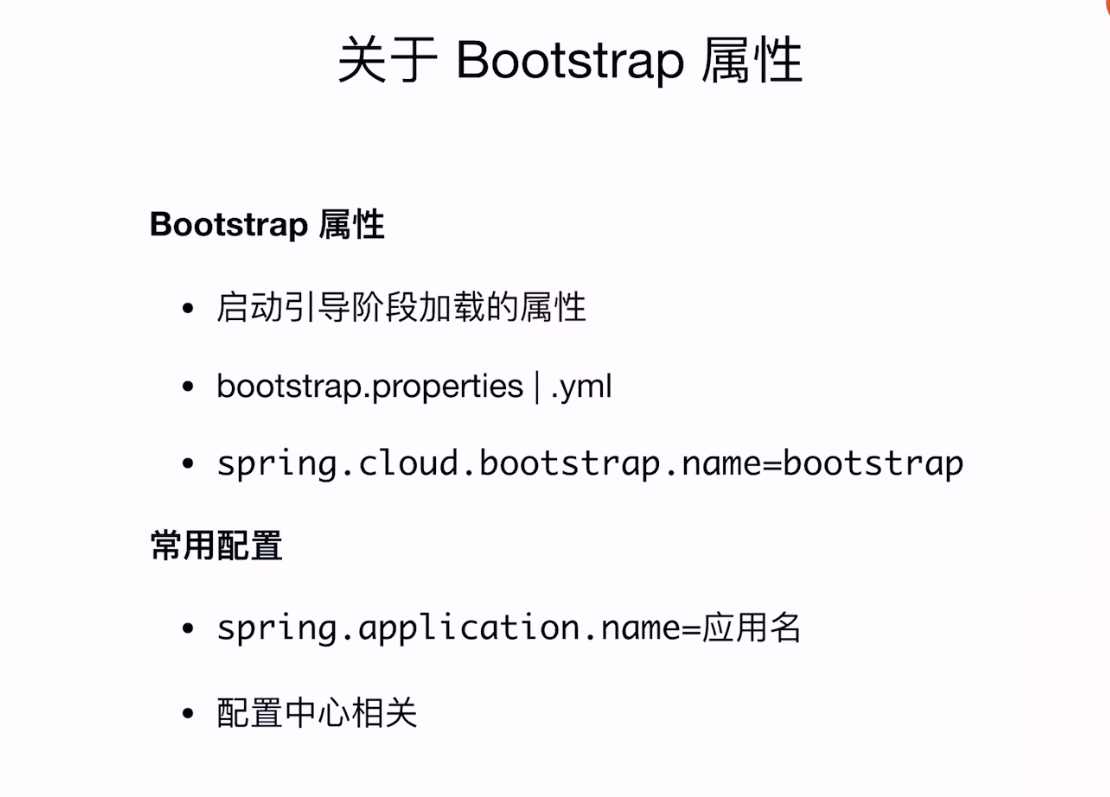 关于 Bootstrap 属性
Bootstrap 属性
• 启动引导阶段加载的属性
• bootstrap.properties | .yml
• spring.cloud.bootstrap.name=bootstrap
常用配置
• spring.application.name=应用名
• 配置中心相关